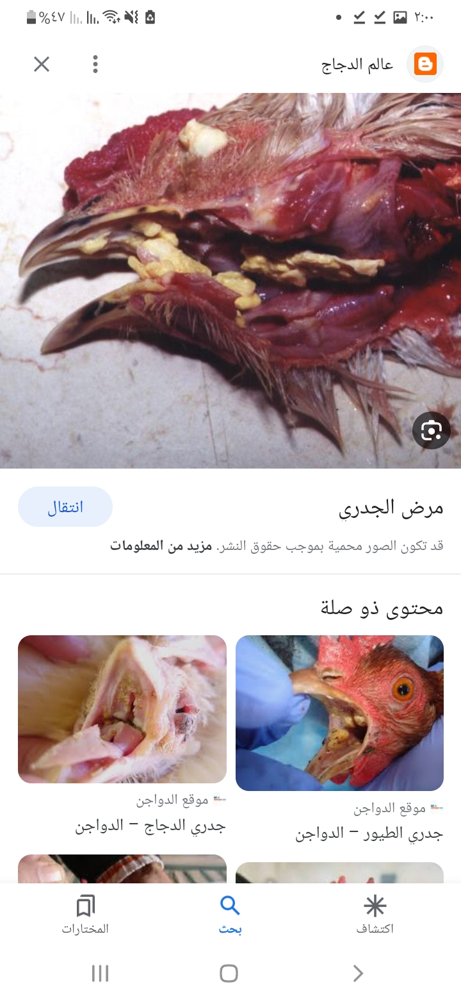 ٢:٠٠
%٤٧
عالم الدجاج
مرض الجدري
انتقال
قد تكون الصور محمية بموجب حقوق النشر. مزيد من المعلومات
محتوى ذو صلة
موقع الدواجن
جدري الطيور – الدواجن
موقع الدواجن
جدري الدجاج – الدواجن
اكتشاف
بحث
المختارات